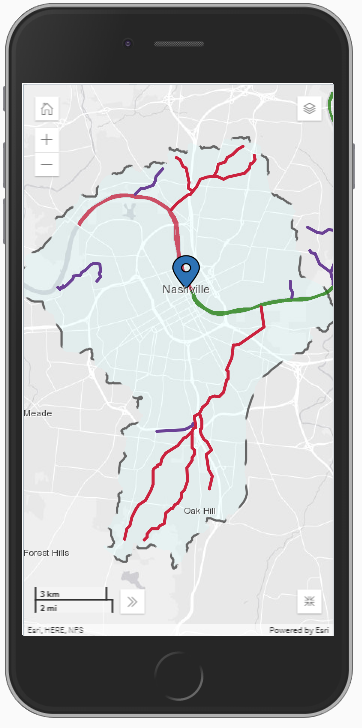 Nashville
Meade
Oak Hill
Forest Hills
3 km
2 mi
Esri, HERE, NPS
Powered by Esri